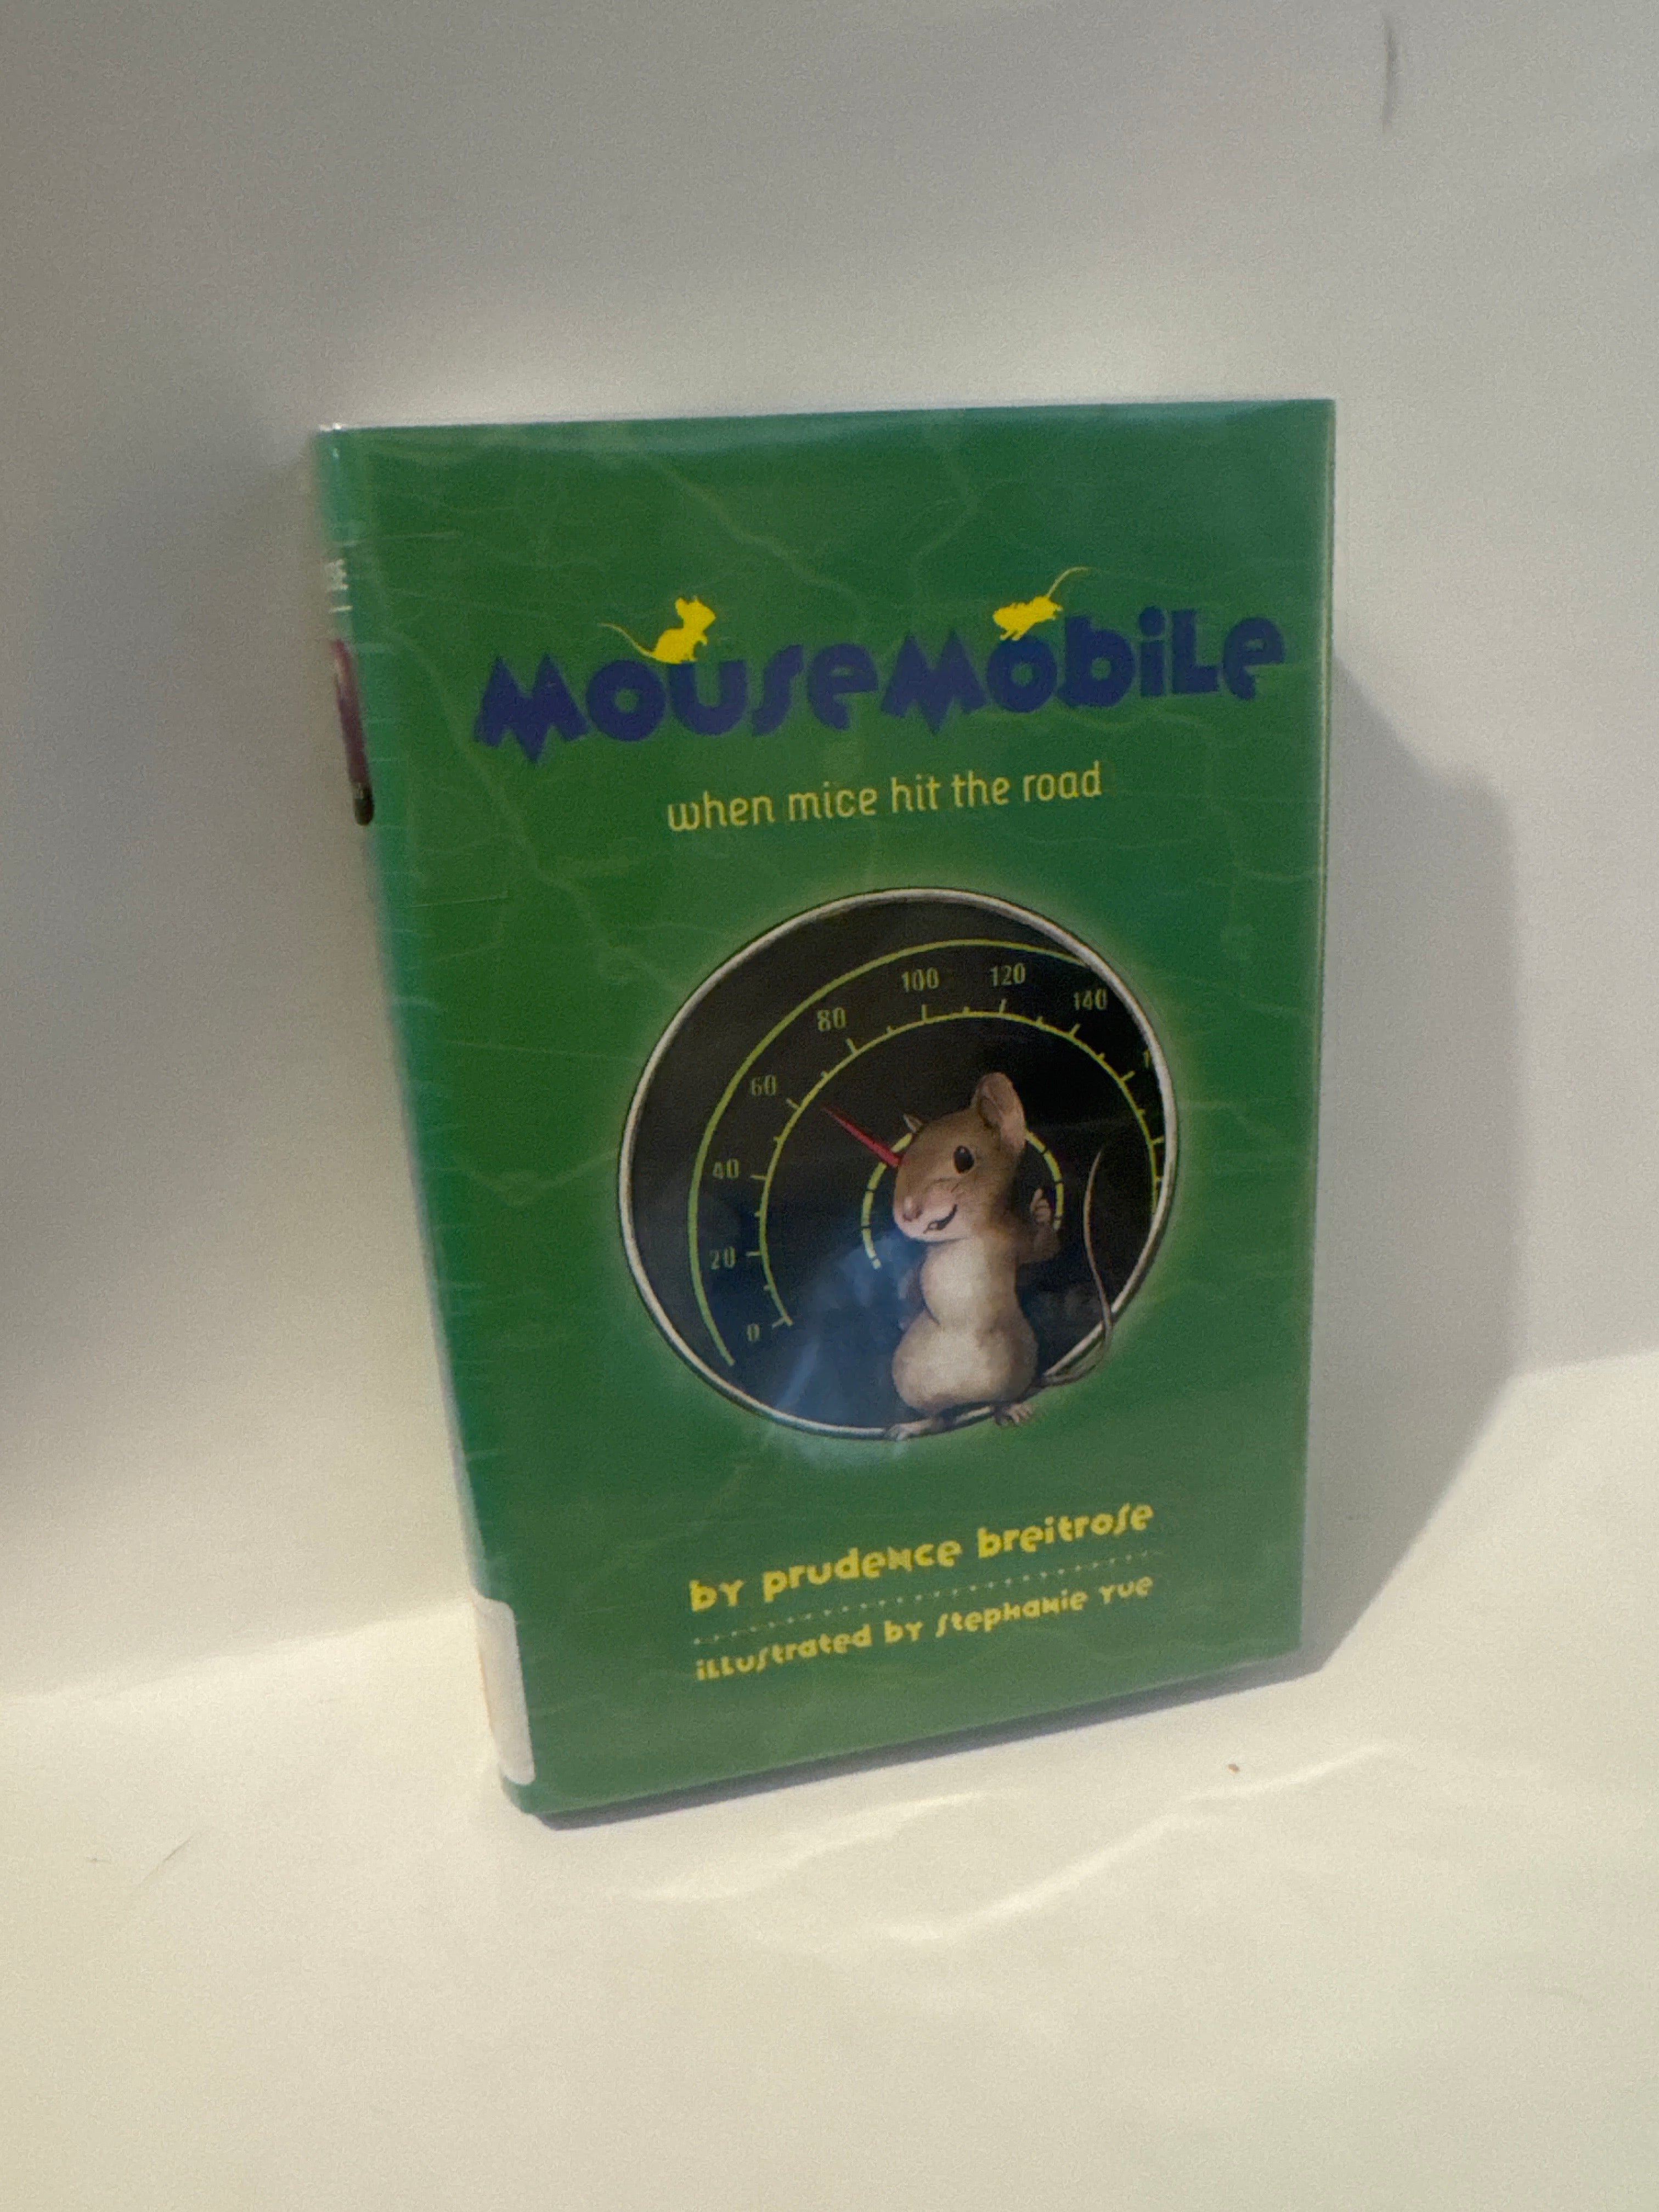 MouseMobile
when mice hit the road
100 120
80 140
60
40
20
0
by prudence breitrose
illustrated by stephanie yue